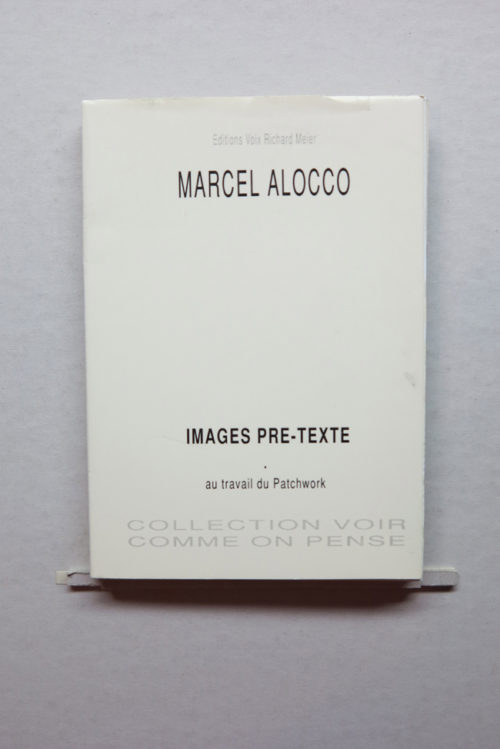 Editions Voix Richard Meier
MARCEL ALOCCO
IMAGES PRE-TEXTE
au travail du Patchwork
COLLECTION VOIR
COMME ON PENSE